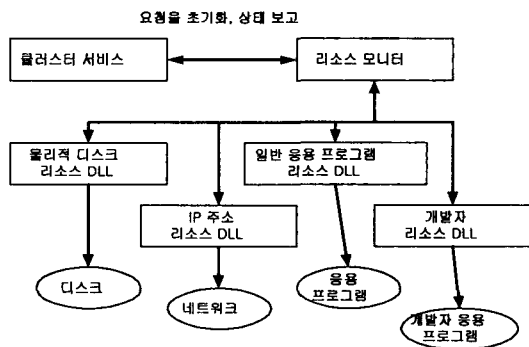 요청을 초기화, 상태 보고
클러스터 서비스
리소스 모니터
물리적 디스크
리소스 DLL
일반 응용 프로그램
리소스 DLL
IP 주소
리소스 DLL
개발자
리소스 DLL
디스크
네트워크
응용
프로그램
개발자 응용
프로그램